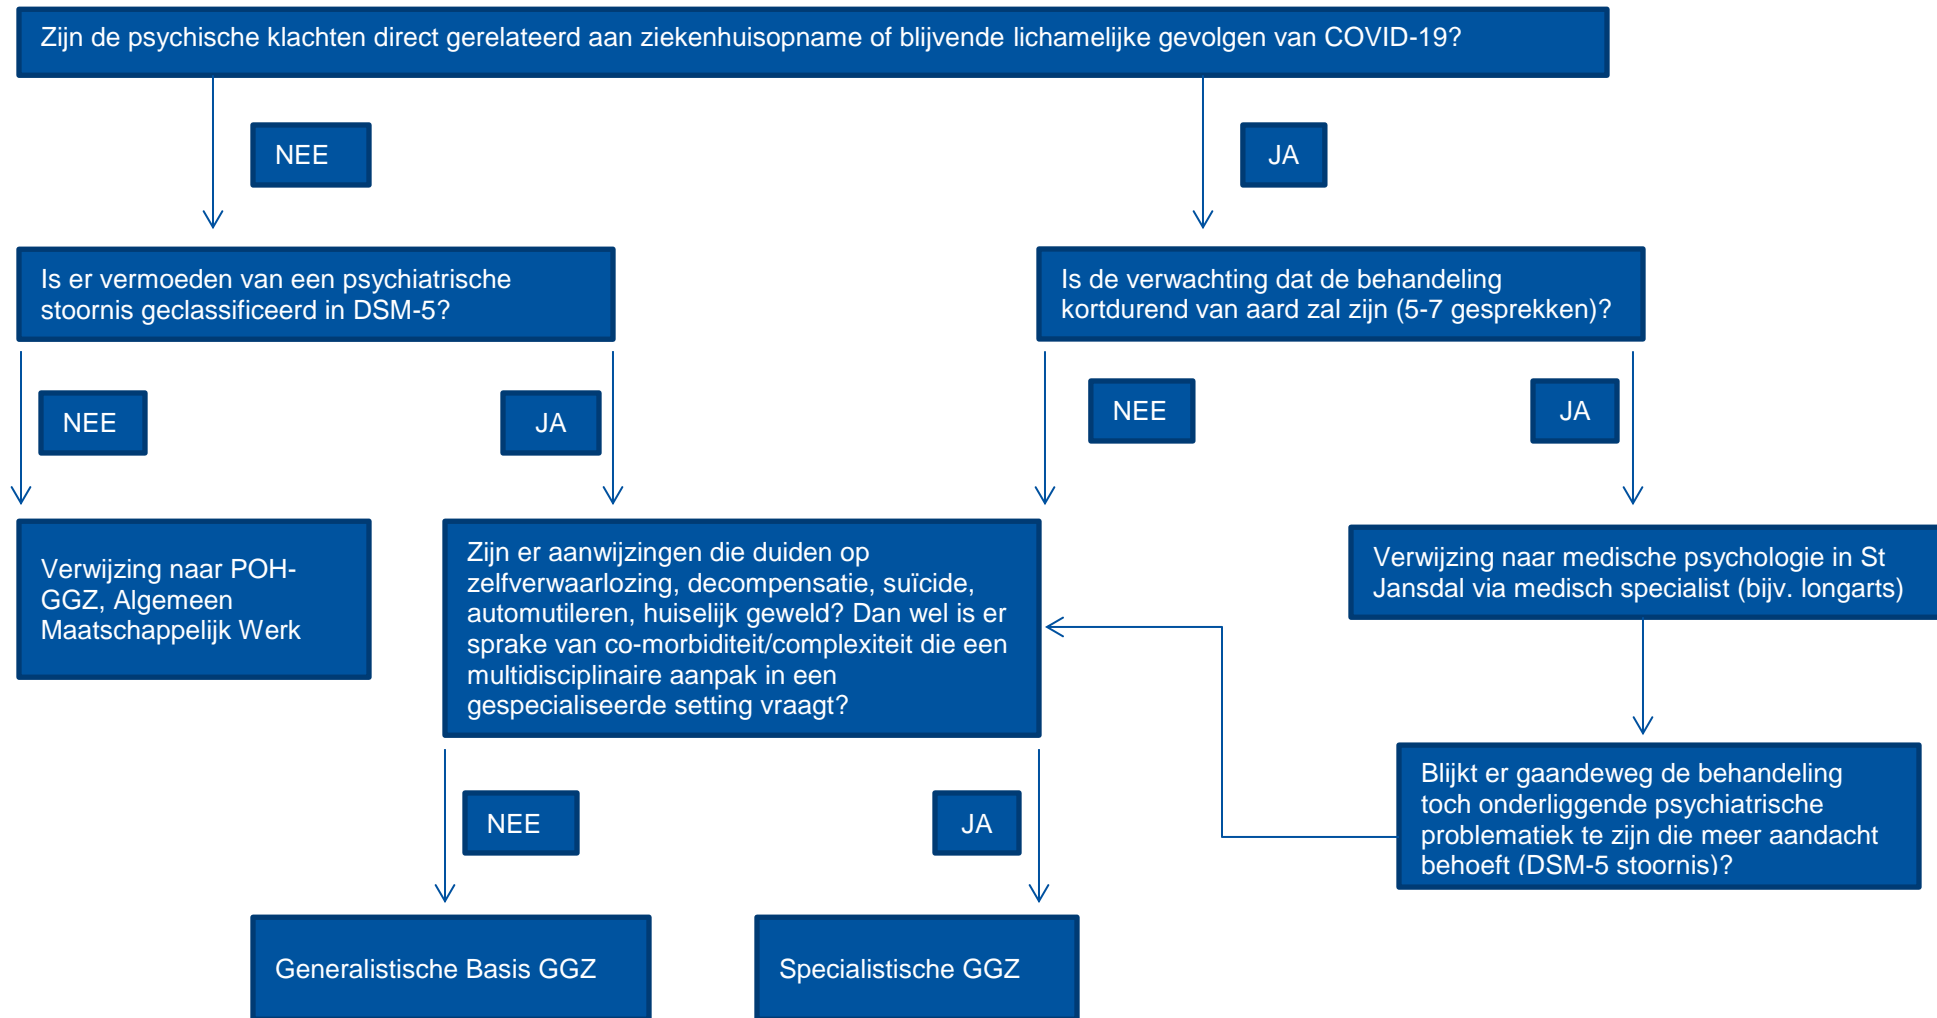 Zijn de psychische klachten direct gerelateerd aan ziekenhuisopname of blijvende lichamelijke gevolgen van COVID-19?
NEE
JA
Is er vermoeden van een psychiatrische
stoornis geclassificeerd in DSM-5?
Is de verwachting dat de behandeling
kortdurend van aard zal zijn (5-7 gesprekken)?
NEE
JA
NEE
JA
Verwijzing naar POH-
GGZ, Algemeen
Maatschappelijk Werk
Zijn er aanwijzingen die duiden op
zelfverwaarlozing, decompensatie, suïcide,
automutileren, huiselijk geweld? Dan wel is er
sprake van co-morbiditeit/complexiteit die een
multidisciplinaire aanpak in een
gespecialiseerde setting vraagt?
Verwijzing naar medische psychologie in St
Jansdal via medisch specialist (bijv. longarts)
Blijkt er gaandeweg de behandeling
toch onderliggende psychiatrische
problematiek te zijn die meer aandacht
behoeft (DSM-5 stoornis)?
NEE
JA
Generalistische Basis GGZ
Specialistische GGZ